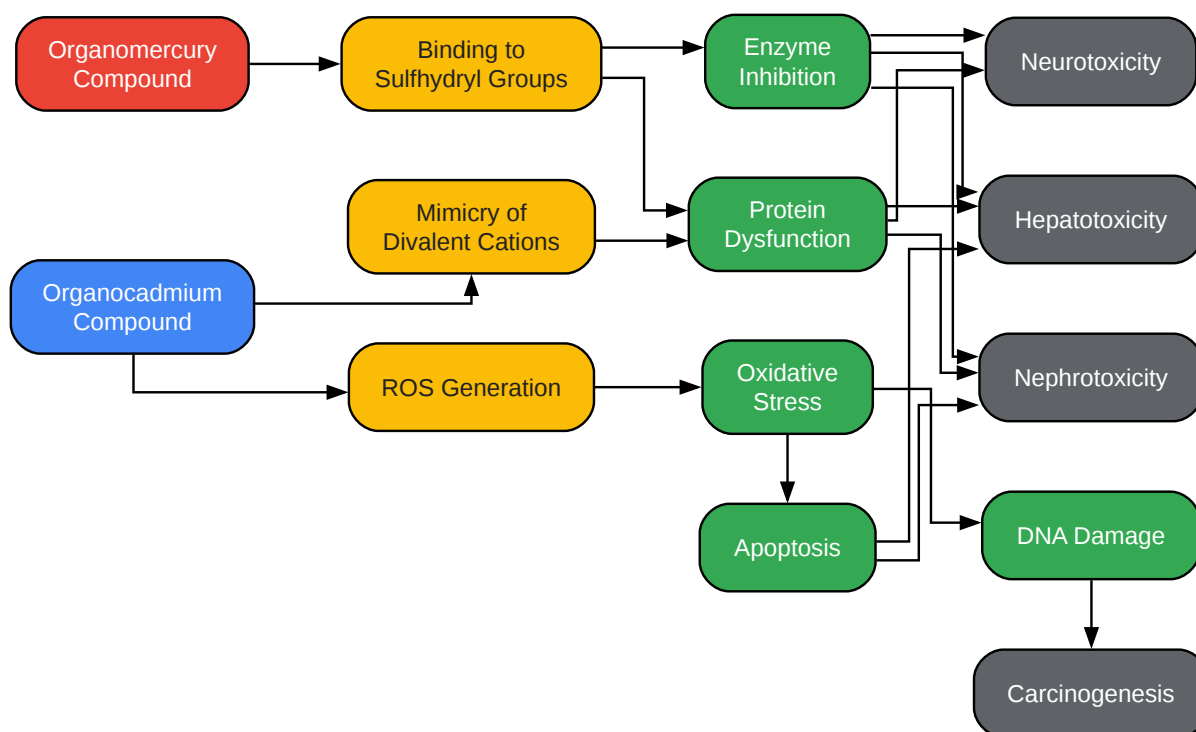 Organomercury
Compound
Binding to
Sulfhydryl Groups
Enzyme
Inhibition
Neurotoxicity
Mimicry of
Divalent Cations
Protein
Dysfunction
Hepatotoxicity
Organocadmium
Compound
ROS Generation
Oxidative
Stress
Nephrotoxicity
Apoptosis
DNA Damage
Carcinogenesis